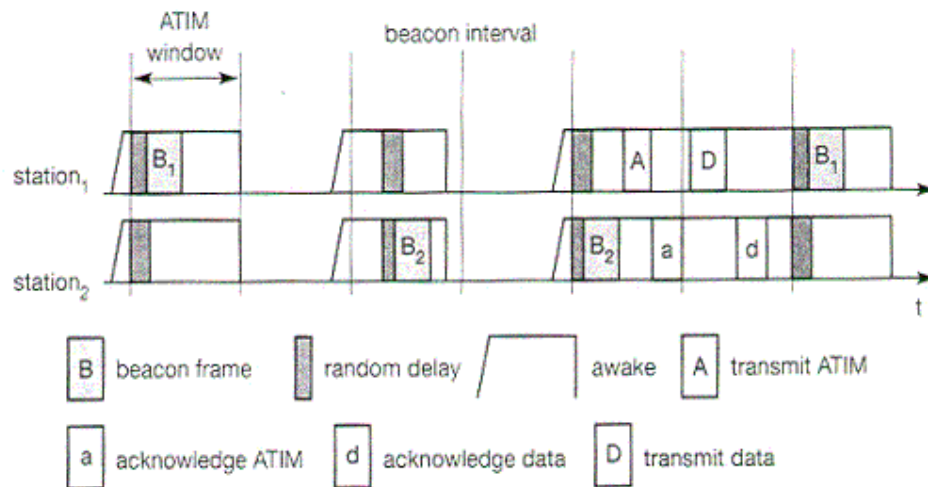 ATIM
window
beacon interval
station1
B1
B1
A
D
station2
B2
B2
a
d
t
B beacon frame
random delay
awake
A transmit ATIM
a acknowledge ATIM
d acknowledge data
D transmit data